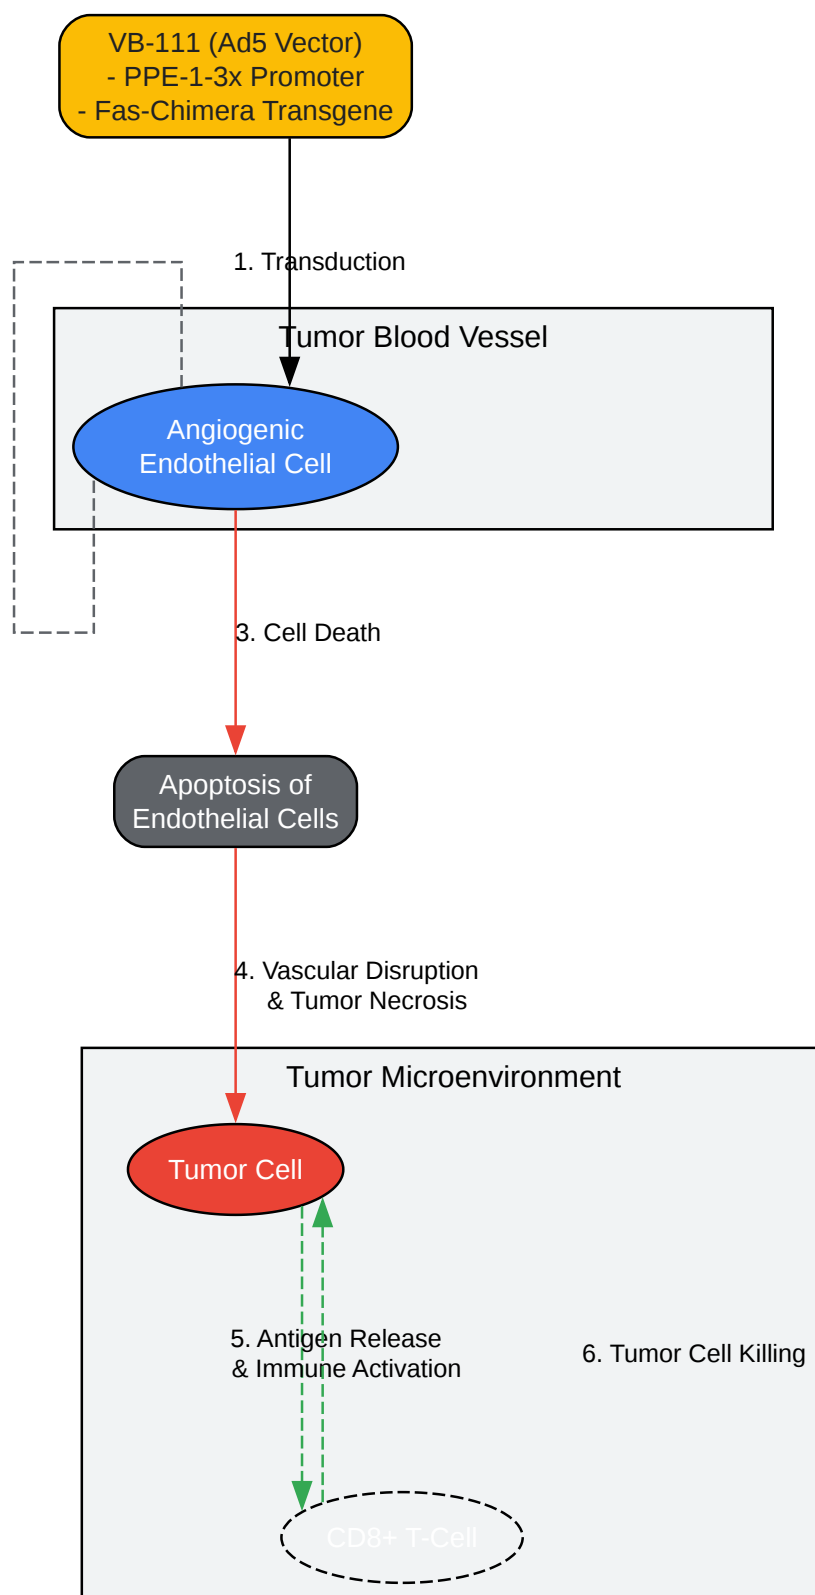 VB-111 (Ad5 Vector)
- PPE-1-3x Promoter
- Fas-Chimera Transgene
1. Transduction
Tumor Blood Vessel
Angiogenic
Endothelial Cell
3. Cell Death
Apoptosis of
Endothelial Cells
4. Vascular Disruption
& Tumor Necrosis
Tumor Microenvironment
Tumor Cell
5. Antigen Release
& Immune Activation
6. Tumor Cell Killing
CD8+ T-Cell